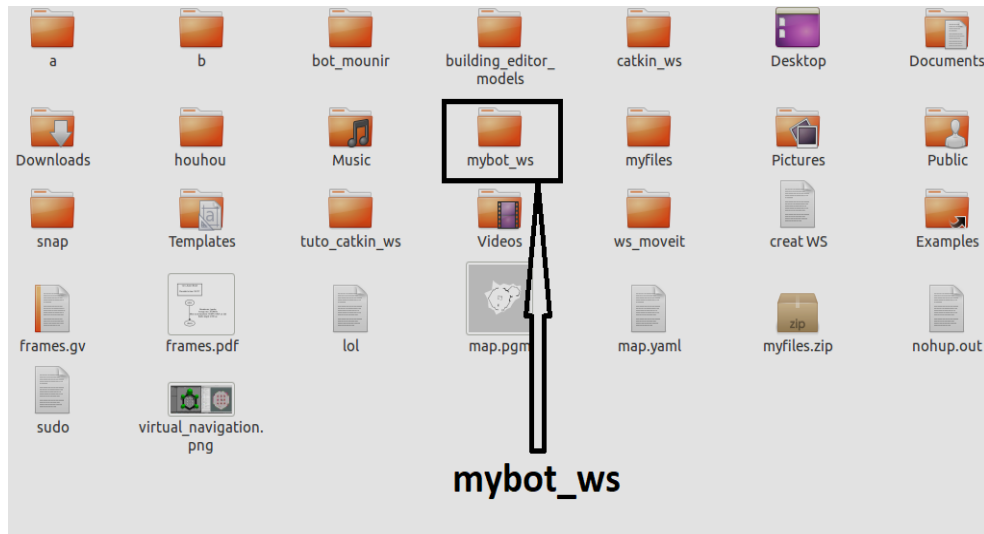 a
b
bot_mounir
building_editor_
models
catkin_ws
Desktop
Documents
Downloads
houhou
Music
mybot_ws
myfiles
Pictures
Public
snap
Templates
tuto_catkin_ws
Videos
ws_moveit
creat WS
Examples
frames.gv
frames.pdf
lol
map.pgm
map.yaml
zip
myfiles.zip
nohup.out
sudo
virtual_navigation.
png
mybot_ws